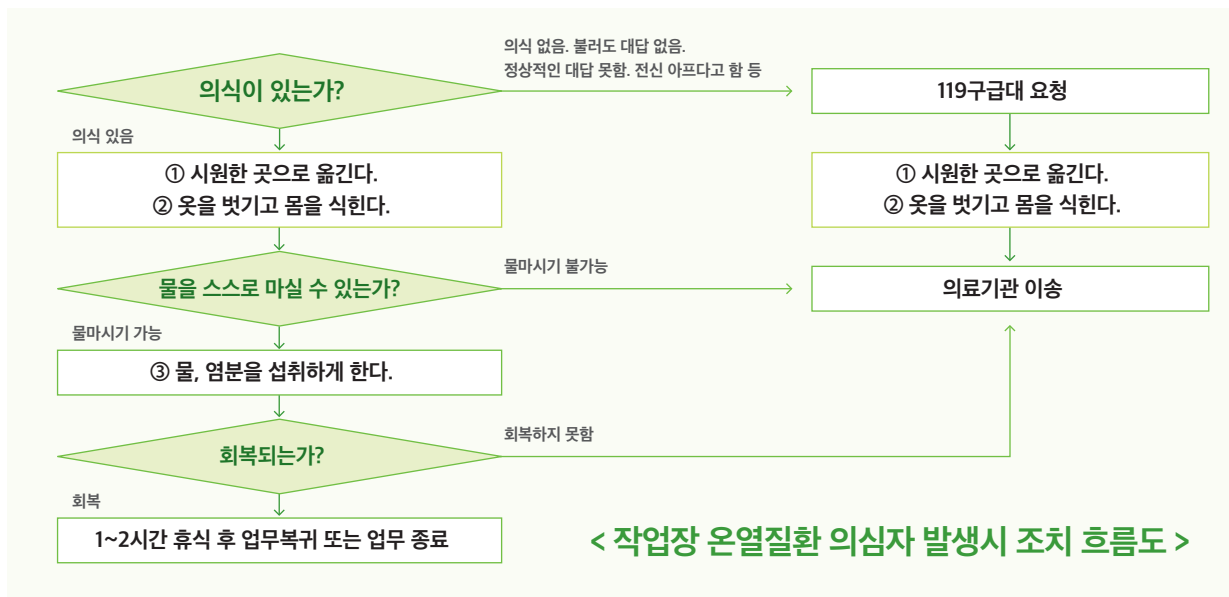 의식이 있는가?
의식 없음. 불러도 대답 없음.
정상적인 대답 못함. 전신 아프다고 함 등
119구급대 요청
의식 있음
① 시원한 곳으로 옮긴다.
② 옷을 벗기고 몸을 식힌다.
① 시원한 곳으로 옮긴다.
② 옷을 벗기고 몸을 식힌다.
물을 스스로 마실 수 있는가?
물마시기 불가능
의료기관 이송
물마시기 가능
③ 물, 염분을 섭취하게 한다.
회복되는가?
회복하지 못함
회복
1~2시간 휴식 후 업무복귀 또는 업무 종료
< 작업장 온열질환 의심자 발생시 조치 흐름도 >